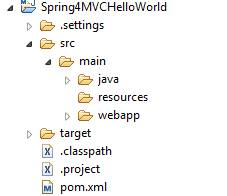 Spring4MVCHelloWorld
.settings
src
main
java
resources
webapp
target
.classpath
.project
pom.xml